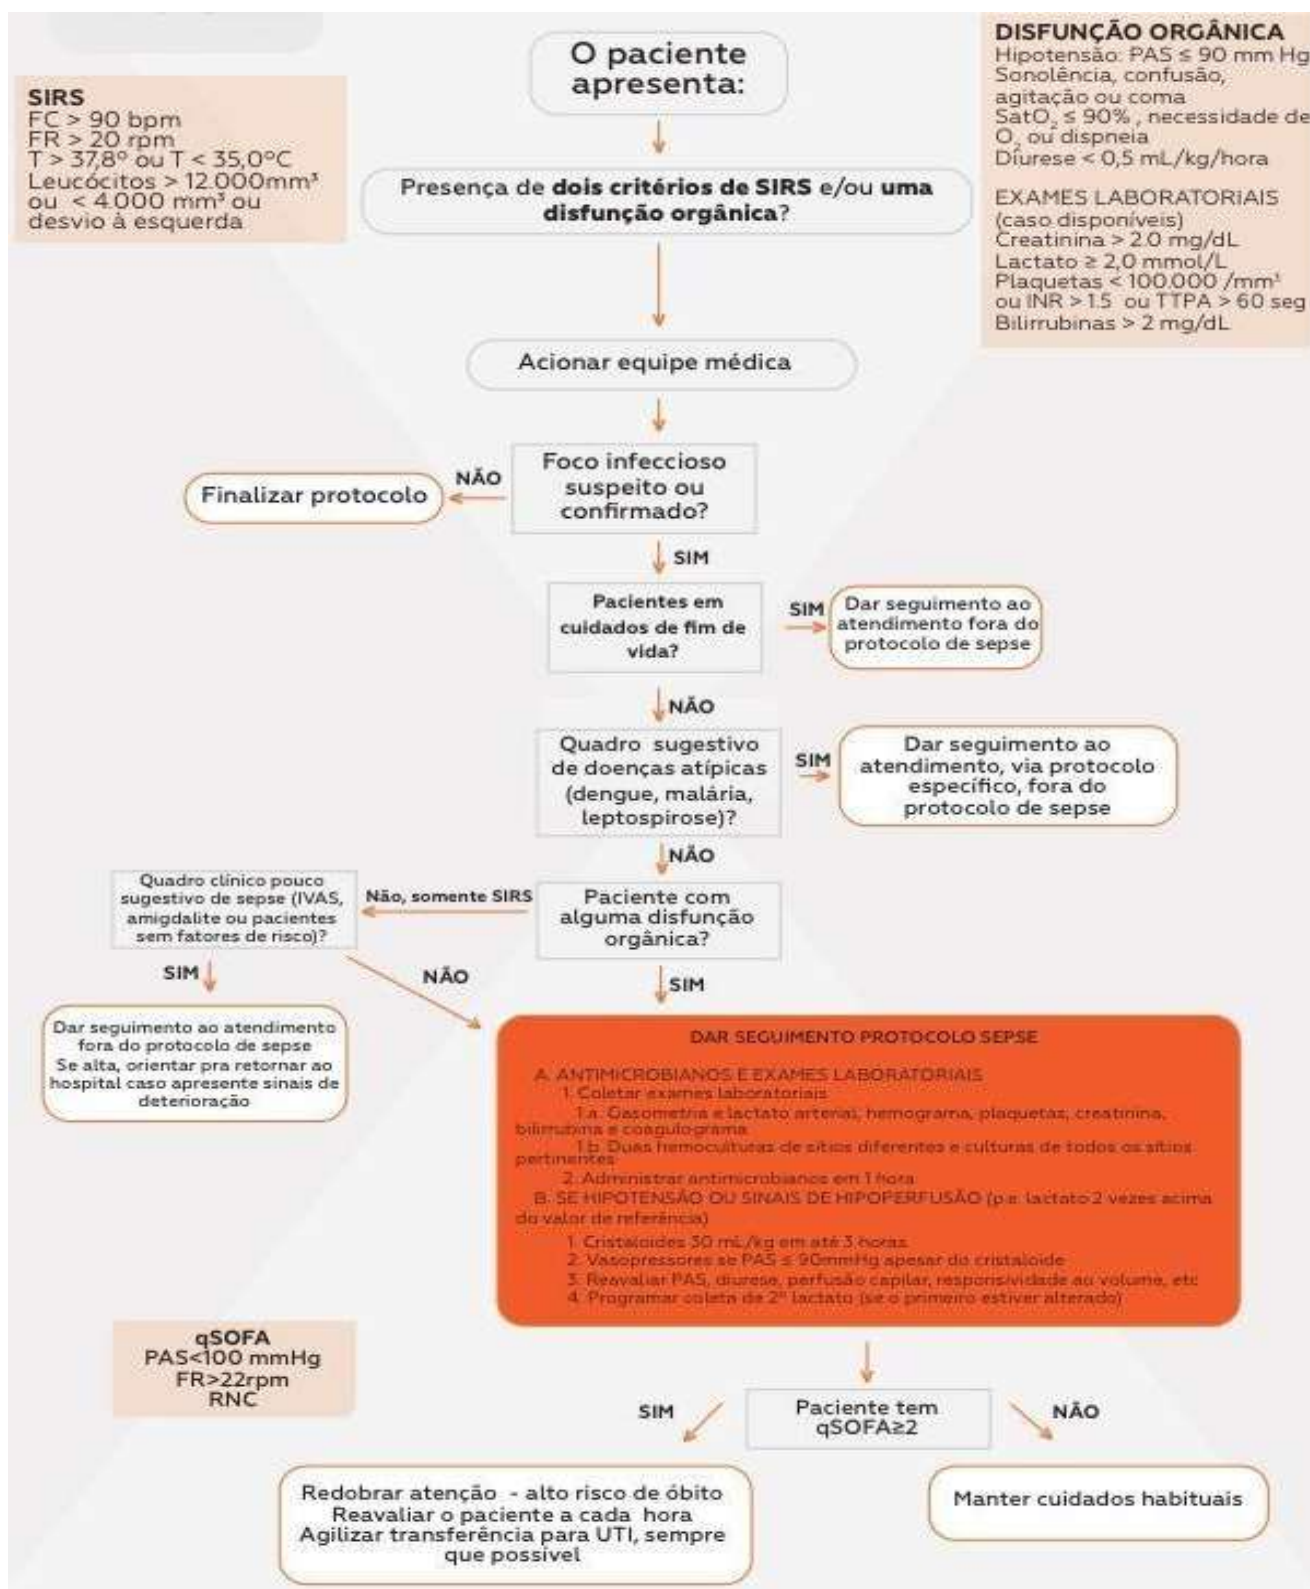 O paciente
apresenta:
SIRS
FC > 90 bpm
FR > 20 rpm
T > 37,8º ou T < 35,0ºC
Leucócitos > 12.000mm³
ou < 4.000 mm³ ou
desvio à esquerda
DISFUNÇÃO ORGÂNICA
Hipotensão: PAS ≤ 90 mm Hg
Sonolência, confusão,
agitação ou coma
SatO₂ ≤ 90% , necessidade de
O₂ ou dispneia
Diurese < 0,5 mL/kg/hora
EXAMES LABORATORIAIS
(caso disponíveis)
Creatinina > 2.0 mg/dL
Lactato ≥ 2,0 mmol/L
Plaquetas < 100.000 /mm³
ou INR > 1.5 ou TTPA > 60 seg
Bilirrubinas > 2 mg/dL
Presença de dois critérios de SIRS e/ou uma
disfunção orgânica?
Acionar equipe médica
Foco infeccioso
suspeito ou
confirmado?
NÃO
Finalizar protocolo
SIM
Pacientes em
cuidados de fim de
vida?
SIM
Dar seguimento ao
atendimento fora do
protocolo de sepse
NÃO
Quadro sugestivo
de doenças atípicas
(dengue, malária,
leptospirose)?
SIM
Dar seguimento ao
atendimento, via protocolo
específico, fora do
protocolo de sepse
NÃO
Paciente com
alguma disfunção
orgânica?
Não, somente SIRS
Quadro clínico pouco
sugestivo de sepse (IVAS,
amigdalite ou pacientes
sem fatores de risco)?
SIM
NÃO
SIM
Dar seguimento ao atendimento
fora do protocolo de sepse
Se alta, orientar pra retornar ao
hospital caso apresente sinais de
deterioração
DAR SEGUIMENTO PROTOCOLO SEPSE
A. ANTIMICROBIANOS E EXAMES LABORATORIAIS
1. Coletar exames laboratoriais
1.a. Gasometria e lactato arterial, hemograma, plaquetas, creatinina,
bilirrubina e coagulograma
1.b. Duas hemoculturas de sítios diferentes e culturas de todos os sítios
pertinentes
2. Administrar antimicrobianos em 1 hora
B. SE HIPOTENSÃO OU SINAIS DE HIPOPERFUSÃO (p.e. lactato 2 vezes acima
do valor de referência)
1. Cristaloides 30 mL/kg em até 3 horas
2. Vasopressores se PAS ≤ 90mmHg apesar do cristaloide
3. Reavaliar PAS, diurese, perfusão capilar, responsividade ao volume, etc
4. Programar coleta de 2º lactato (se o primeiro estiver alterado)
qSOFA
PAS<100 mmHg
FR>22rpm
RNC
Paciente tem
qSOFA≥2
SIM
NÃO
Redobrar atenção - alto risco de óbito
Reavaliar o paciente a cada hora
Agilizar transferência para UTI, sempre
que possível
Manter cuidados habituais